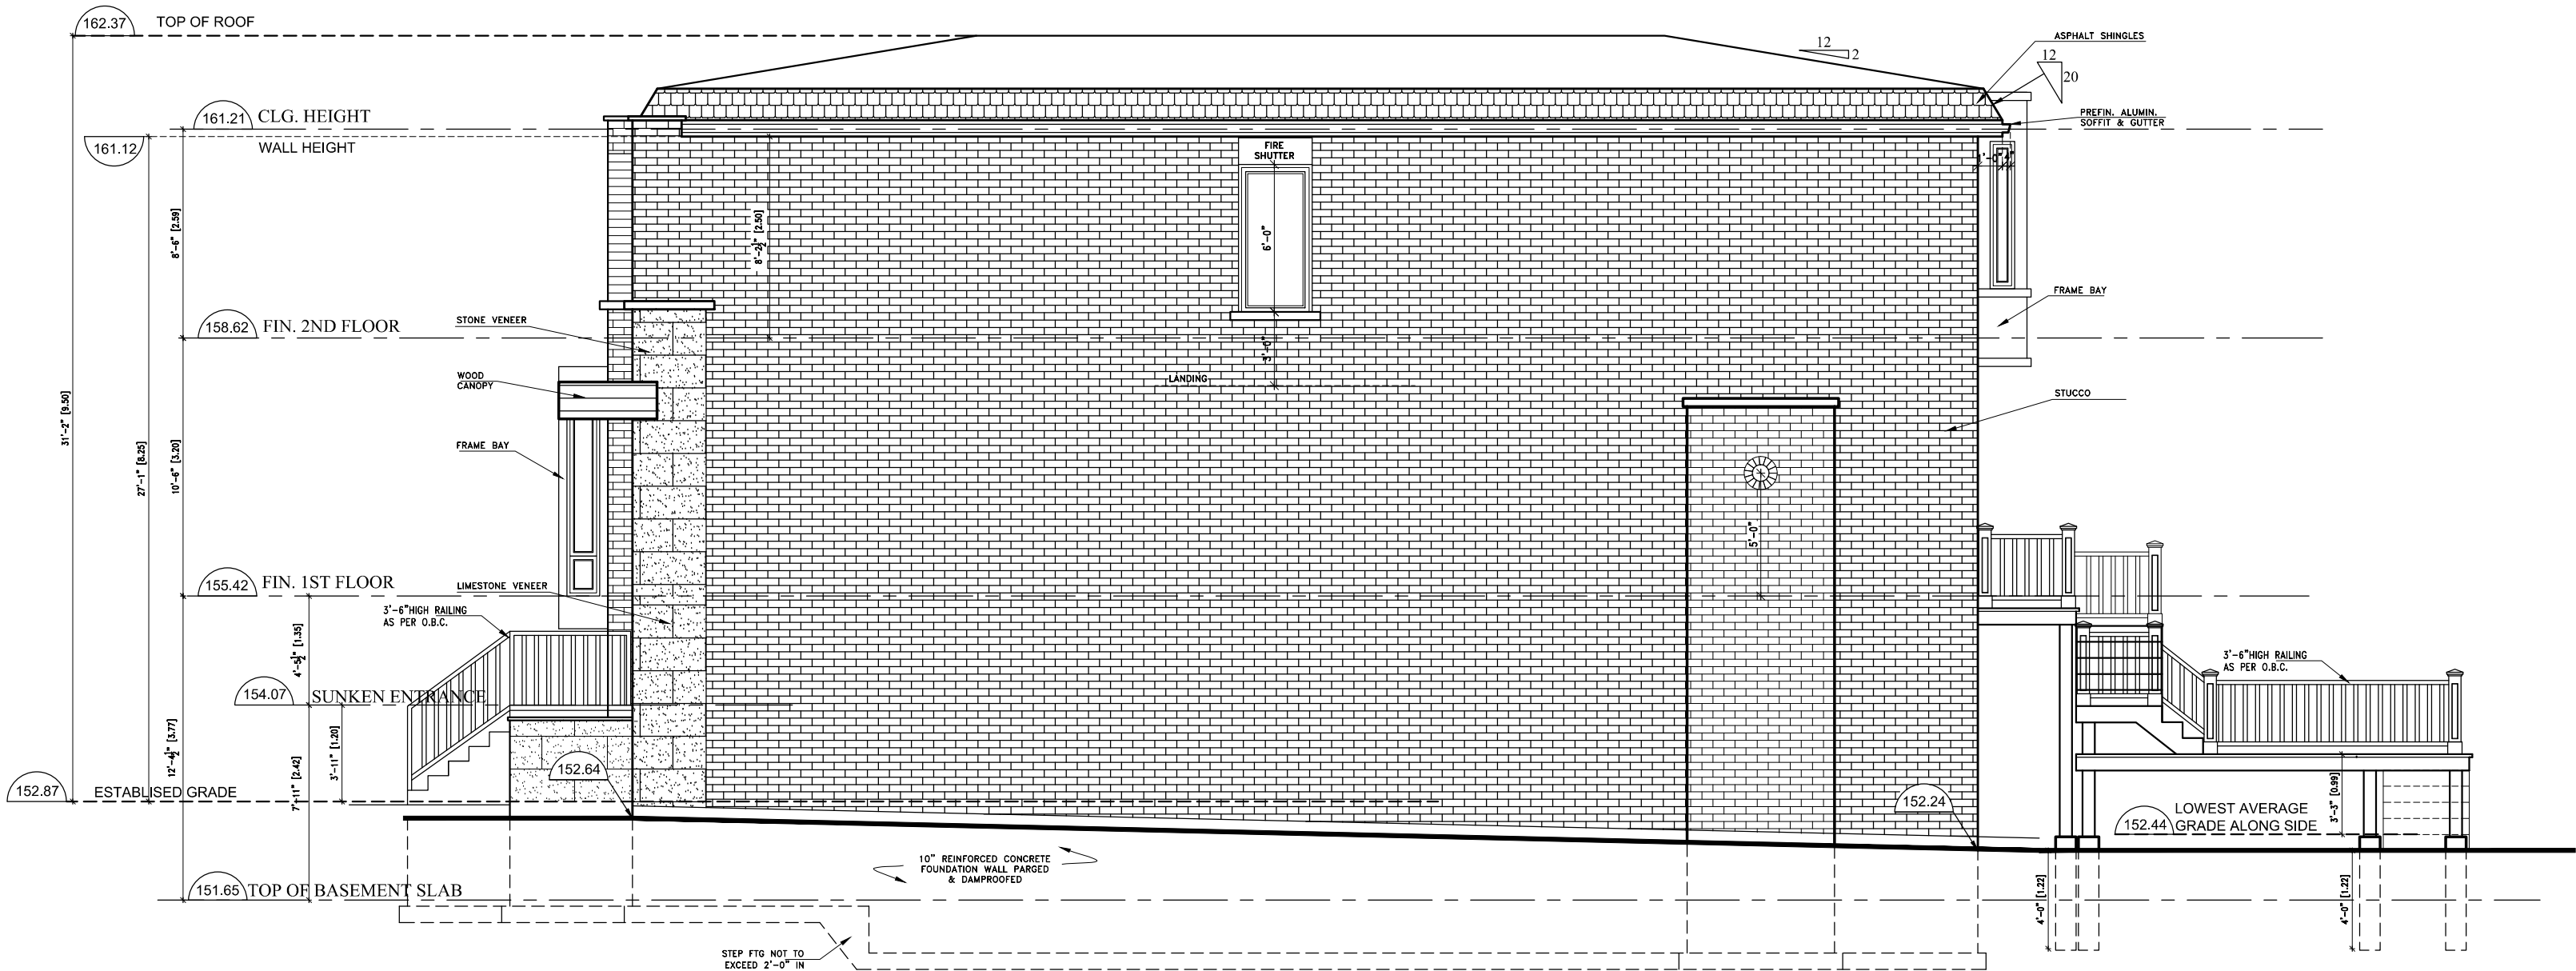 162.37 TOP OF ROOF
12
2
ASPHALT SHINGLES
12
20
161.21 CLG. HEIGHT
PREFIN. ALUMIN.
SOFFIT & GUTTER
161.12 WALL HEIGHT
FIRE
SHUTTER
8'-6" [2.59]
8'-2½" [2.50]
6'-0"
FRAME BAY
158.62 FIN. 2ND FLOOR
STONE VENEER
3'-0"
WOOD
CANOPY
LANDING
STUCCO
31'-2" [9.50]
27'-1" [8.25]
10'-6" [3.20]
FRAME BAY
5'-0"
155.42 FIN. 1ST FLOOR
LIMESTONE VENEER
3'-6"HIGH RAILING
AS PER O.B.C.
4'-5½" [1.35]
3'-6"HIGH RAILING
AS PER O.B.C.
154.07 SUNKEN ENTRANCE
12'-4½" [3.77]
7'-11" [2.42]
3'-11" [1.20]
152.64
152.87 ESTABLISED GRADE
152.24
3'-3" [0.99]
152.44 LOWEST AVERAGE
GRADE ALONG SIDE
10" REINFORCED CONCRETE
FOUNDATION WALL PARGED
& DAMPROOFED
151.65 TOP OF BASEMENT SLAB
4'-0" [1.22]
4'-0" [1.22]
STEP FTG NOT TO
EXCEED 2'-0" IN